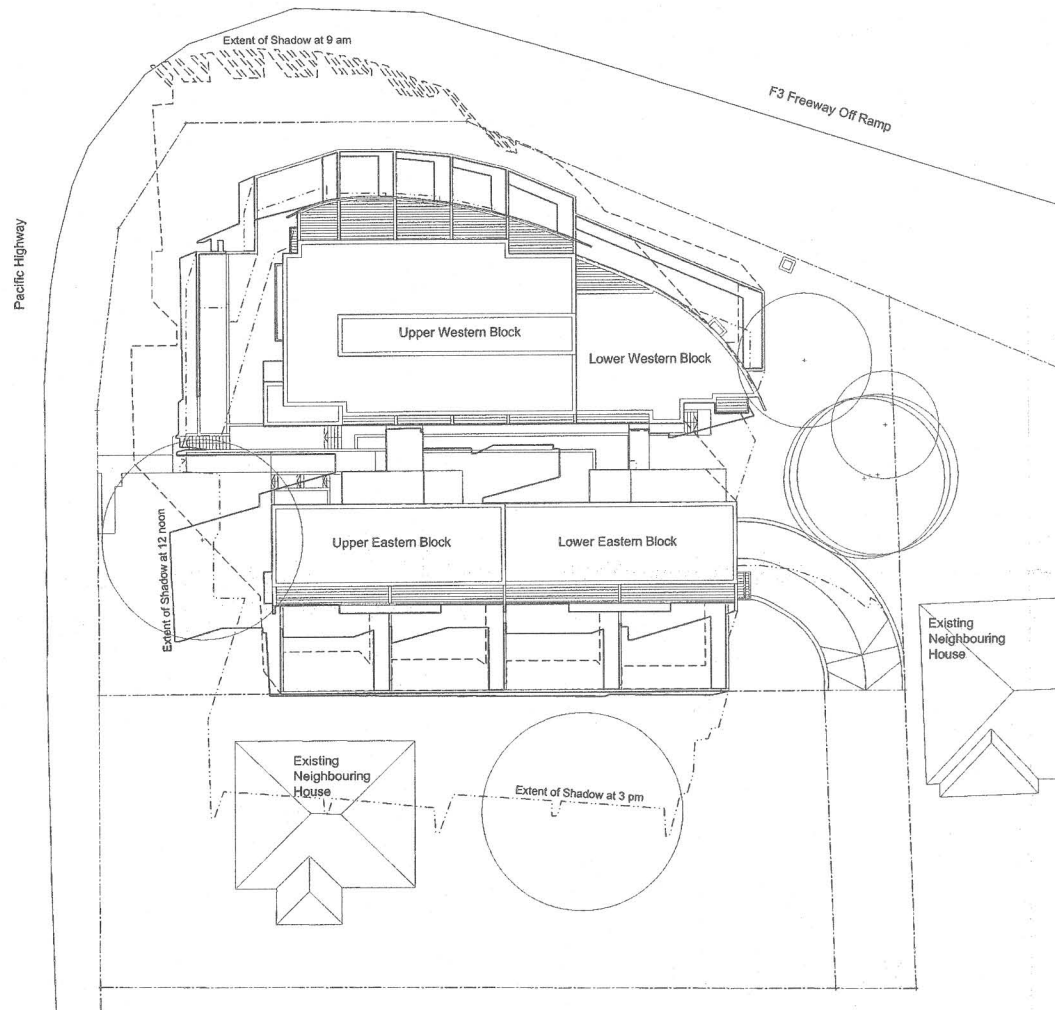 Extent of Shadow at 9 am
F3 Freeway Off Ramp
Pacific Highway
Upper Western Block
Lower Western Block
Extent of Shadow at 12 noon
Upper Eastern Block
Lower Eastern Block
Existing
Neighbouring
House
Existing
Neighbouring
House
Extent of Shadow at 3 pm